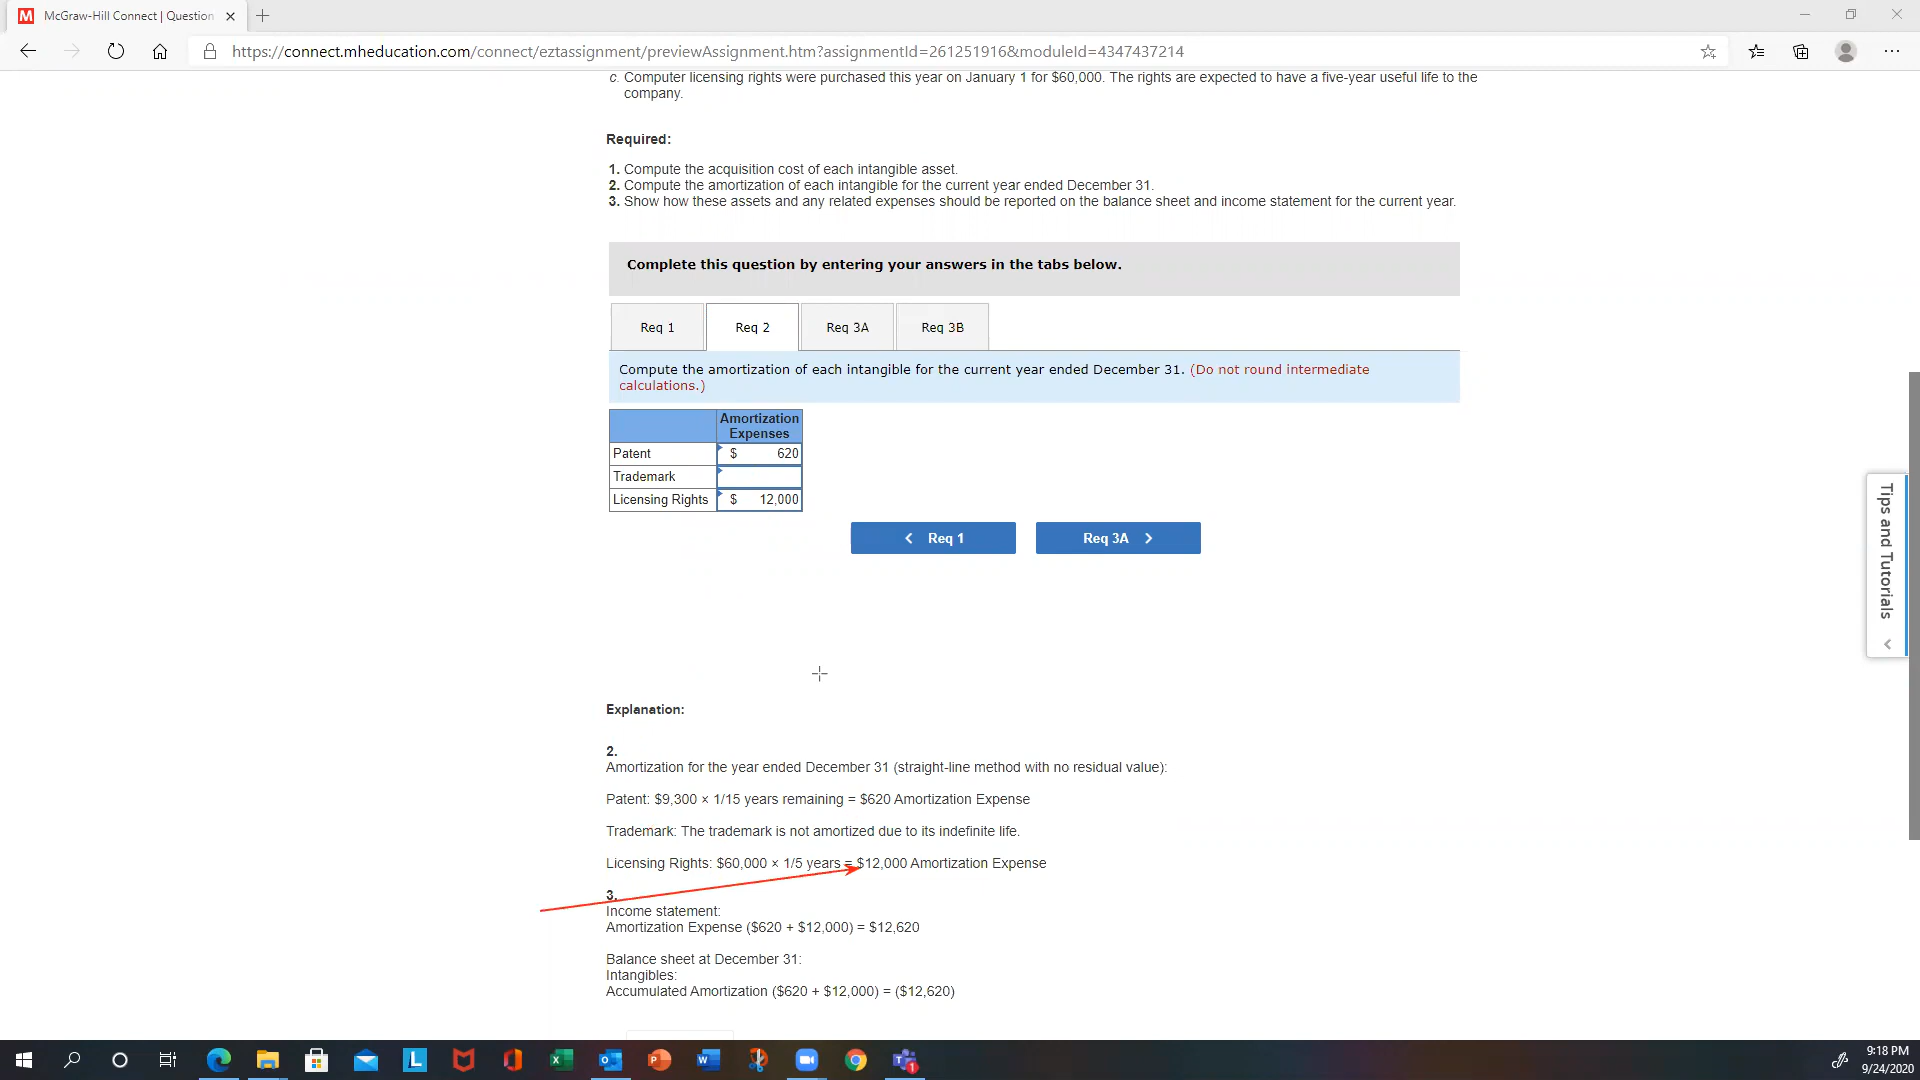 McGraw-Hill Connect | Question
https://connect.mheducation.com/connect/eztassignment/previewAssignment.htm?assignmentId=261251916&moduleId=4347437214
c. Computer licensing rights were purchased this year on January 1 for $60,000. The rights are expected to have a five-year useful life to the
company.
Required:
1. Compute the acquisition cost of each intangible asset.
2. Compute the amortization of each intangible for the current year ended December 31.
3. Show how these assets and any related expenses should be reported on the balance sheet and income statement for the current year.
Complete this question by entering your answers in the tabs below.
Req 1 Req 2 Req 3A Req 3B
Compute the amortization of each intangible for the current year ended December 31. (Do not round intermediate
calculations.)
Amortization
Expenses
Patent $ 620
Trademark
Licensing Rights $ 12,000
< Req 1 Req 3A >
Tips and Tutorials
Explanation:
2.
Amortization for the year ended December 31 (straight-line method with no residual value):
Patent: $9,300 × 1/15 years remaining = $620 Amortization Expense
Trademark: The trademark is not amortized due to its indefinite life.
Licensing Rights: $60,000 × 1/5 years = $12,000 Amortization Expense
3.
Income statement:
Amortization Expense ($620 + $12,000) = $12,620
Balance sheet at December 31:
Intangibles:
Accumulated Amortization ($620 + $12,000) = ($12,620)
9:18 PM
9/24/2020